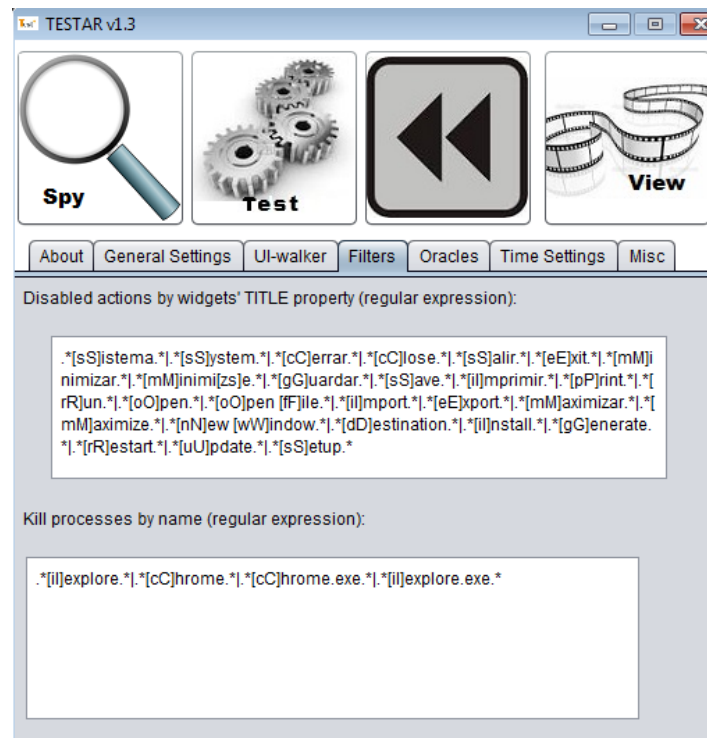 TESTAR v1.3
Spy
Test
View
About General Settings UI-walker Filters Oracles Time Settings Misc
Disabled actions by widgets' TITLE property (regular expression):
.*[sS]istema.*|.*[sS]ystem.*|.*[cC]errar.*|.*[cC]lose.*|.*[sS]alir.*|.*[eE]xit.*|.*[mM]i
nimizar.*|.*[mM]inimi[zs]e.*|.*[gG]uardar.*|.*[sS]ave.*|.*[iI]mprimir.*|.*[pP]rint.*|.*[
rR]un.*|.*[oO]pen.*|.*[oO]pen [fF]ile.*|.*[iI]mport.*|.*[eE]xport.*|.*[mM]aximizar.*|.*[
mM]aximize.*|.*[nN]ew [wW]indow.*|.*[dD]estination.*|.*[iI]nstall.*|.*[gG]enerate.
*|.*[rR]estart.*|.*[uU]pdate.*|.*[sS]etup.*
Kill processes by name (regular expression):
.*[iI]explore.*|.*[cC]hrome.*|.*[cC]hrome.exe.*|.*[iI]explore.exe.*